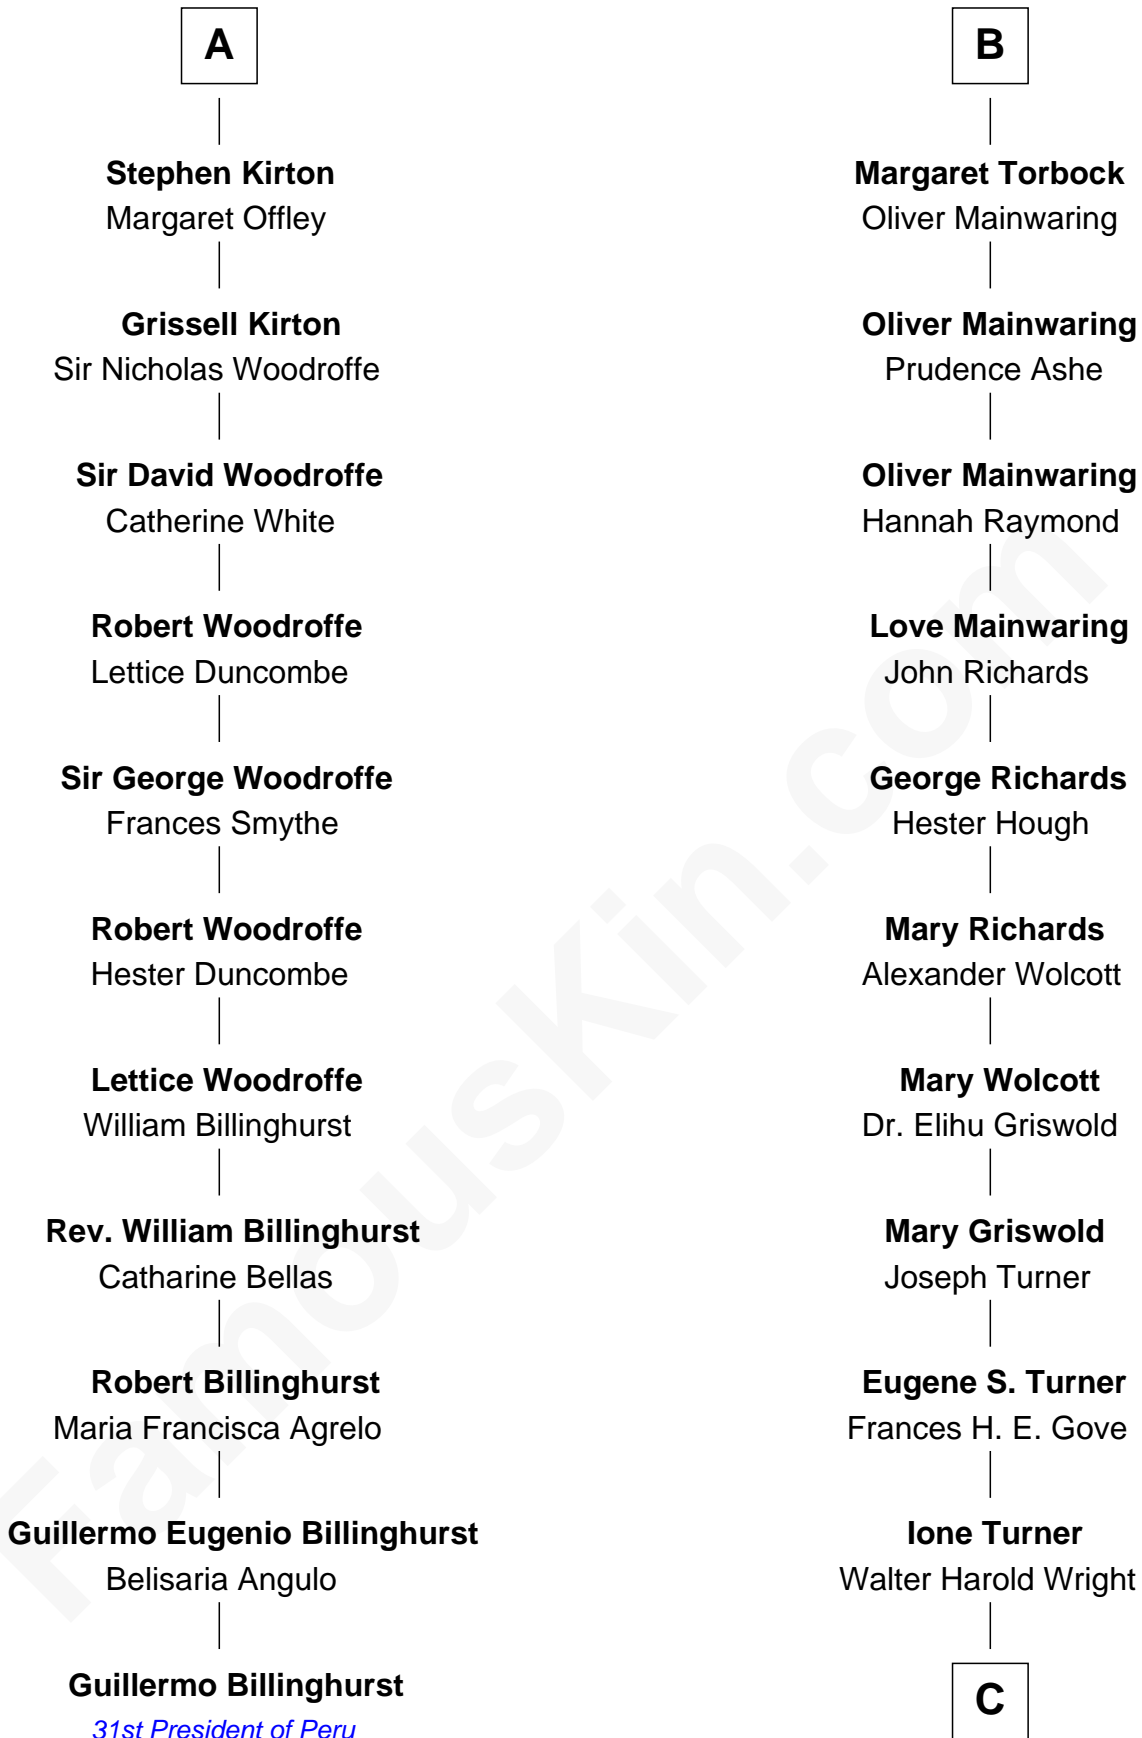 A
Stephen Kirton
Margaret Offley
Grissell Kirton
Sir Nicholas Woodroffe
Sir David Woodroffe
Catherine White
Robert Woodroffe
Lettice Duncombe
Sir George Woodroffe
Frances Smythe
Robert Woodroffe
Hester Duncombe
Lettice Woodroffe
William Billinghurst
Rev. William Billinghurst
Catharine Bellas
Robert Billinghurst
Maria Francisca Agrelo
Guillermo Eugenio Billinghurst
Belisaria Angulo
Guillermo Billinghurst
31st President of Peru
B
Margaret Torbock
Oliver Mainwaring
Oliver Mainwaring
Prudence Ashe
Oliver Mainwaring
Hannah Raymond
Love Mainwaring
John Richards
George Richards
Hester Hough
Mary Richards
Alexander Wolcott
Mary Wolcott
Dr. Elihu Griswold
Mary Griswold
Joseph Turner
Eugene S. Turner
Frances H. E. Gove
Ione Turner
Walter Harold Wright
C
FamousKin.com